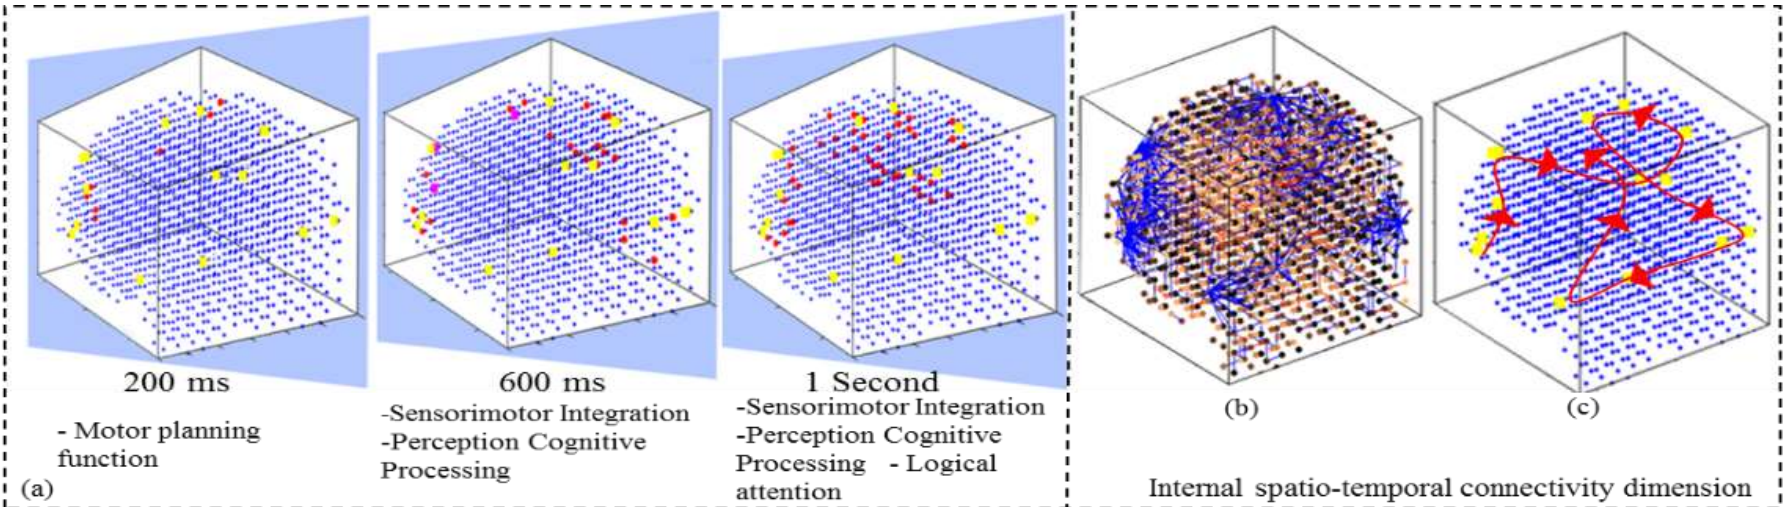 200 ms
- Motor planning
function
(a)
600 ms
-Sensorimotor Integration
-Perception Cognitive
Processing
1 Second
-Sensorimotor Integration
-Perception Cognitive
Processing - Logical
attention
(b)
(c)
Internal spatio-temporal connectivity dimension